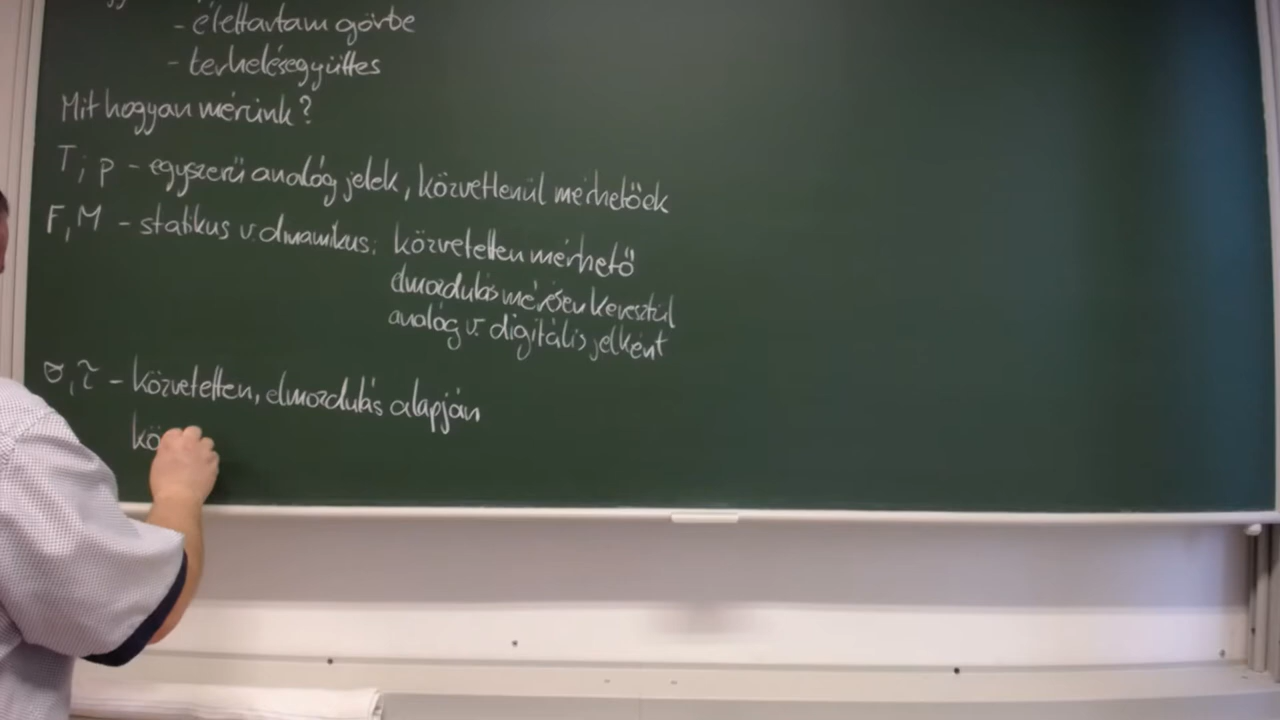 - élettartam görbe
- terhelésegyüttes
Mit hogyan mérünk?
T, p - egyszerű analóg jelek, közvetlenül mérhetőek
F, M - statikus v. dinamikus: közvetetten mérhető
elmozdulás mérésen keresztül
analóg v. digitális jelként
σ, τ - közvetetten, elmozdulás alapján
kö